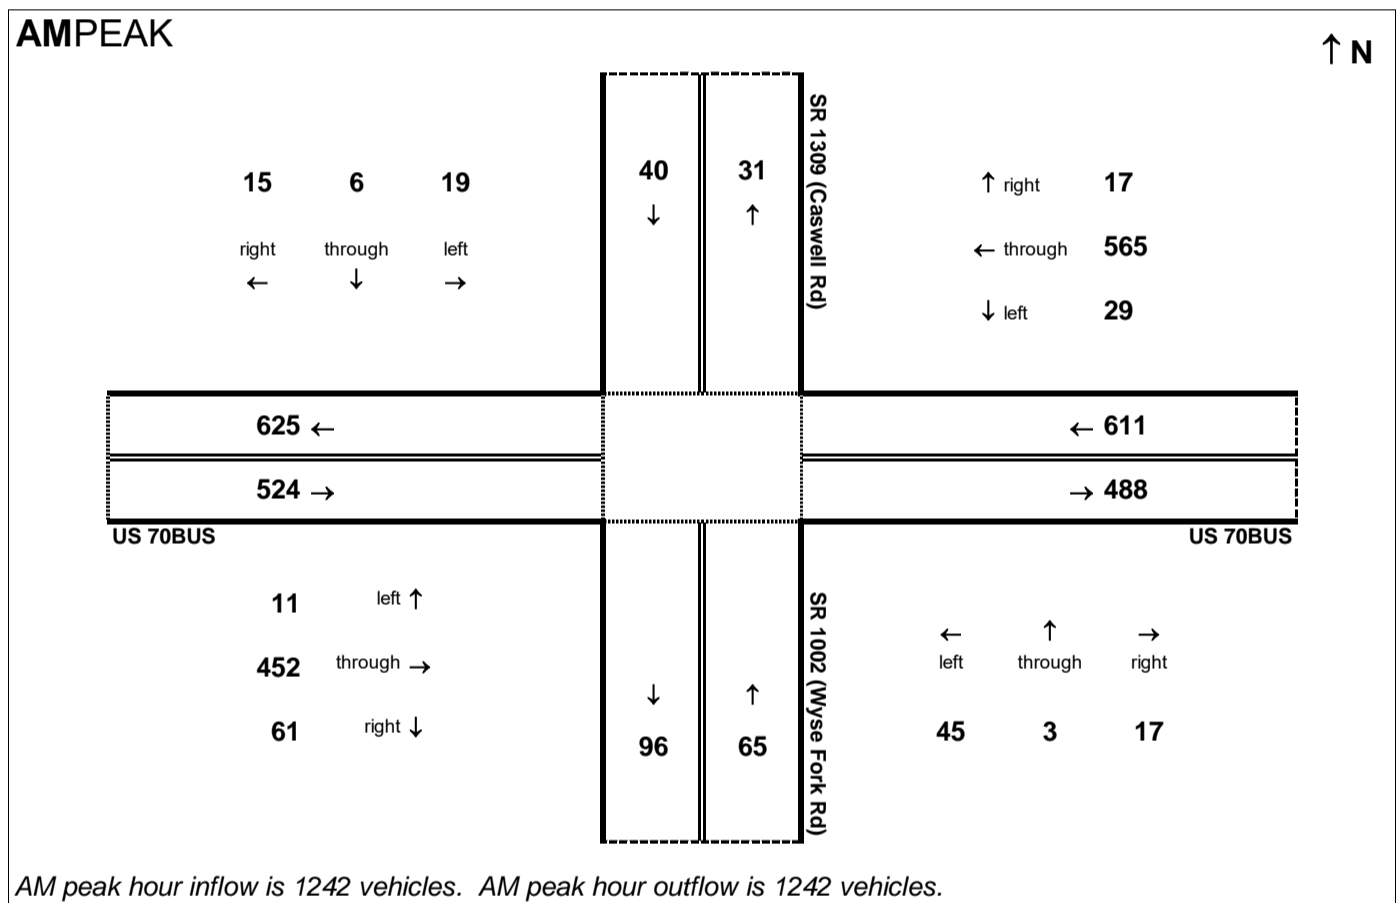 AMPEAK
↑ N
15 6 19
right through left
← ↓ →
40 31
↓ ↑
SR 1309 (Caswell Rd)
↑ right 17
← through 565
↓ left 29
625 ←
524 →
US 70BUS
← 611
→ 488
US 70BUS
11 left ↑
452 through →
61 right ↓
↓ ↑
96 65
SR 1002 (Wyse Fork Rd)
← ↑ →
left through right
45 3 17
AM peak hour inflow is 1242 vehicles. AM peak hour outflow is 1242 vehicles.